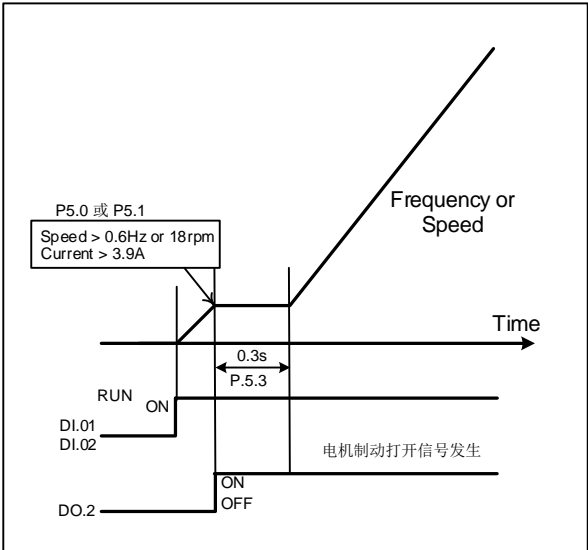 P5.0 或 P5.1
Speed > 0.6Hz or 18rpm
Current > 3.9A
Frequency or
Speed
Time
0.3s
P.5.3
RUN
ON
DI.01
DI.02
电机制动打开信号发生
ON
OFF
DO.2